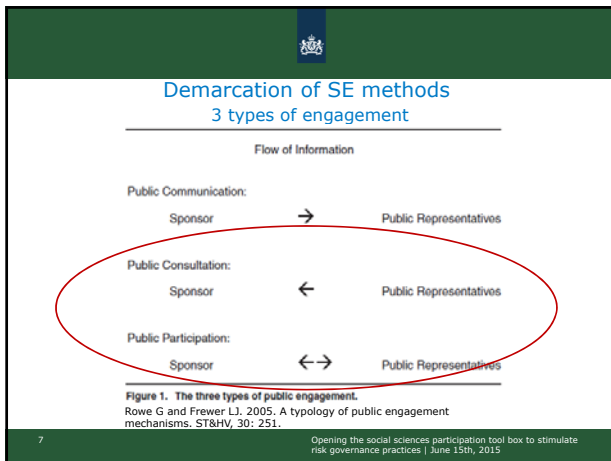 Demarcation of SE methods
3 types of engagement
Flow of Information
Public Communication:
Sponsor → Public Representatives
Public Consultation:
Sponsor ← Public Representatives
Public Participation:
Sponsor ←→ Public Representatives
Figure 1. The three types of public engagement.
Rowe G and Frewer LJ. 2005. A typology of public engagement
mechanisms. ST&HV, 30: 251.
7 Opening the social sciences participation tool box to stimulate
risk governance practices | June 15th, 2015